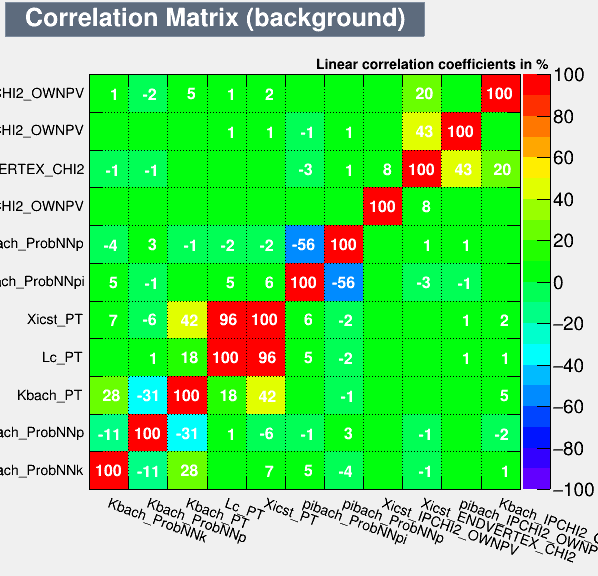 Correlation Matrix (background)
Linear correlation coefficients in %
CHI2_OWNPV 1 -2 5 1 2 20 100
CHI2_OWNPV 1 1 -1 1 43 100
ERTEX_CHI2 -1 -1 -3 1 8 100 43 20
CHI2_OWNPV 100 8
ach_ProbNNp -4 3 -1 -2 -2 -56 100 1 1
ach_ProbNNpi 5 -1 5 6 100 -56 -3 -1
Xicst_PT 7 -6 42 96 100 6 -2 1 2
Lc_PT 1 18 100 96 5 -2 1 1
Kbach_PT 28 -31 100 18 42 -1 5
ach_ProbNNp -11 100 -31 1 -6 -1 3 -1 -2
ach_ProbNNk 100 -11 28 7 5 -4 -1 1
Kbach_ProbNNk
Kbach_ProbNNp
Kbach_PT
Lc_PT
Xicst_PT
pibach_ProbNNpi
pibach_ProbNNp
Xicst_IPCHI2_OWNPV
Xicst_ENDVERTEX_CHI2
pibach_IPCHI2_OWNP
Kbach_IPCHI2_O
100
80
60
40
20
0
−20
−40
−60
−80
−100